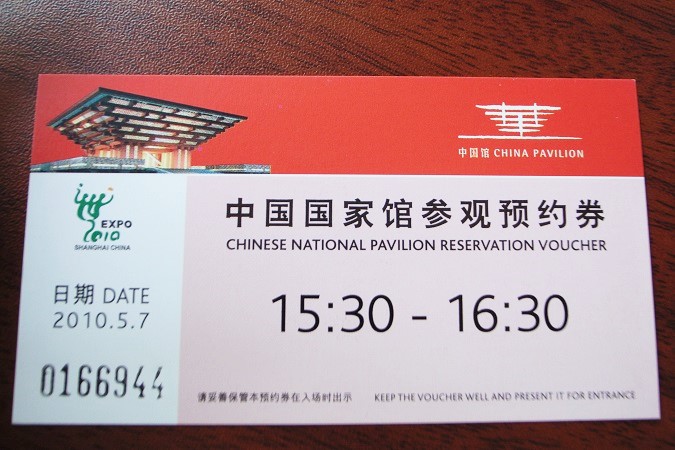 中国馆 CHINA PAVILION
EXPO
2010
SHANGHAI CHINA
中国国家馆参观预约券
CHINESE NATIONAL PAVILION RESERVATION VOUCHER
日期 DATE
2010.5.7
15:30 - 16:30
0166944
请妥善保管本预约券在入场时出示 KEEP THE VOUCHER WELL AND PRESENT IT FOR ENTRANCE